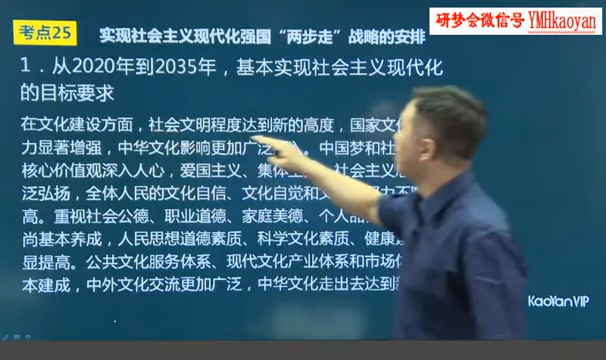 考点25
实现社会主义现代化强国“两步走”战略的安排
研梦会微信号
YMHkaoyan
1．从2020年到2035年，基本实现社会主义现代化
的目标要求
在文化建设方面，社会文明程度达到新的高度，国家文
力显著增强，中华文化影响更加广泛 入。中国梦和社
核心价值观深入人心，爱国主义、集体 社会主义
泛弘扬，全体人民的文化自信、文化自觉和文 不
高。重视社会公德、职业道德、家庭美德、个人品
尚基本养成，人民思想道德素质、科学文化素质、健康
显提高。公共文化服务体系、现代文化产业体系和市场体
本建成，中外文化交流更加广泛，中华文化走出去达到
KaoYanVIP